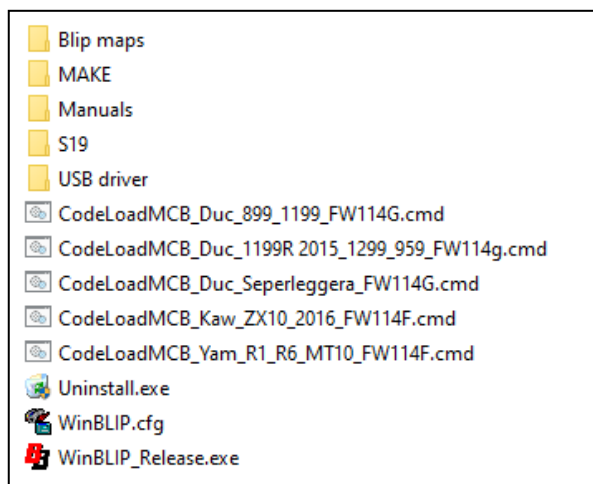 Blip maps
MAKE
Manuals
S19
USB driver
CodeLoadMCB_Duc_899_1199_FW114G.cmd
CodeLoadMCB_Duc_1199R 2015_1299_959_FW114g.cmd
CodeLoadMCB_Duc_Seperleggera_FW114G.cmd
CodeLoadMCB_Kaw_ZX10_2016_FW114F.cmd
CodeLoadMCB_Yam_R1_R6_MT10_FW114F.cmd
Uninstall.exe
WinBLIP.cfg
WinBLIP_Release.exe